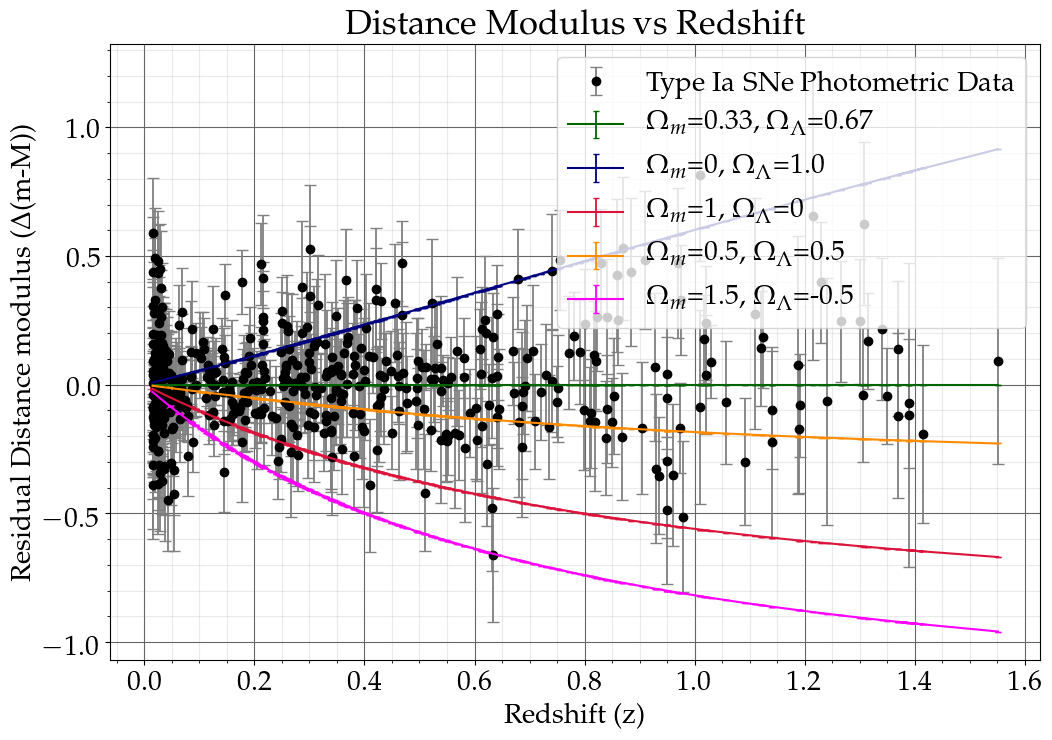 Distance Modulus vs Redshift
Residual Distance modulus (Δ(m-M))
1.0
0.5
0.0
−0.5
−1.0
Type Ia SNe Photometric Data
Ωm=0.33, ΩΛ=0.67
Ωm=0, ΩΛ=1.0
Ωm=1, ΩΛ=0
Ωm=0.5, ΩΛ=0.5
Ωm=1.5, ΩΛ=-0.5
0.0 0.2 0.4 0.6 0.8 1.0 1.2 1.4 1.6
Redshift (z)